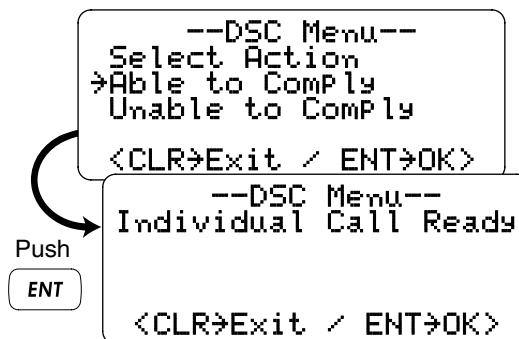 --DSC Menu--
Select Action
→Able to Comply
Unable to Comply
<CLR→Exit / ENT→OK>
--DSC Menu--
Individual Call Ready
Push
ENT
<CLR→Exit / ENT→OK>